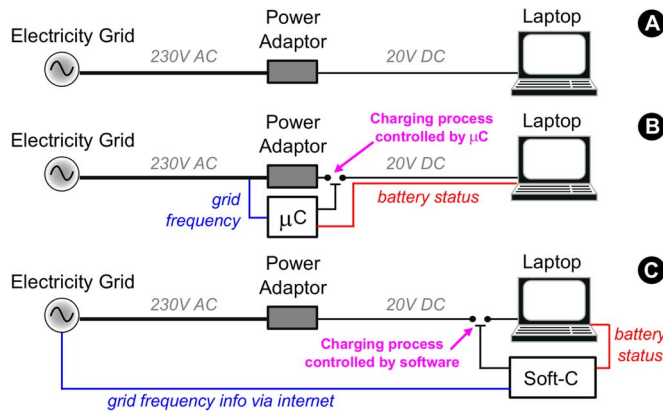 Electricity Grid
Power
Adaptor
Laptop
A
230V AC
20V DC
Electricity Grid
Power
Adaptor
Charging process
controlled by μC
Laptop
B
230V AC
20V DC
grid
frequency
μC
battery status
Electricity Grid
Power
Adaptor
Laptop
C
230V AC
20V DC
Charging process
controlled by software
battery
status
Soft-C
grid frequency info via internet